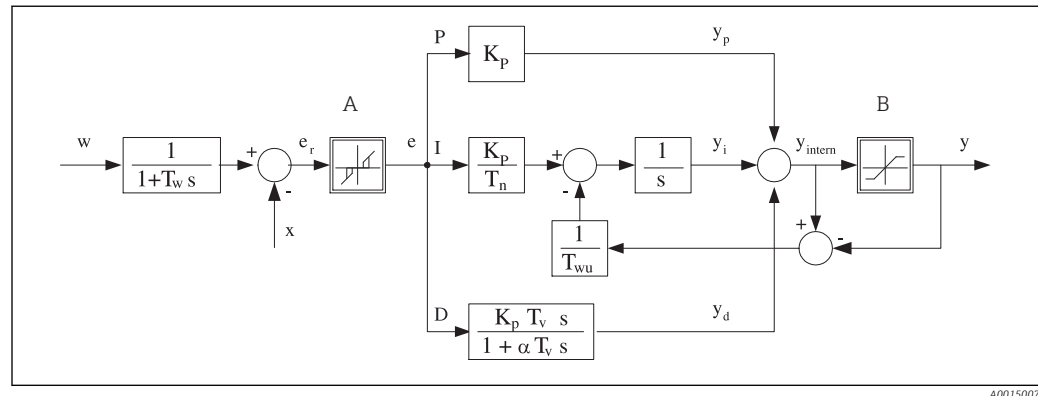 P
K_P
y_p
A
B
w
1
1+T_w s
+
-
e_r
e
I
K_P
T_n
+
-
1
s
y_i
y_intern
y
x
1
T_wu
+
-
D
K_p T_v s
1 + α T_v s
y_d
A0015007